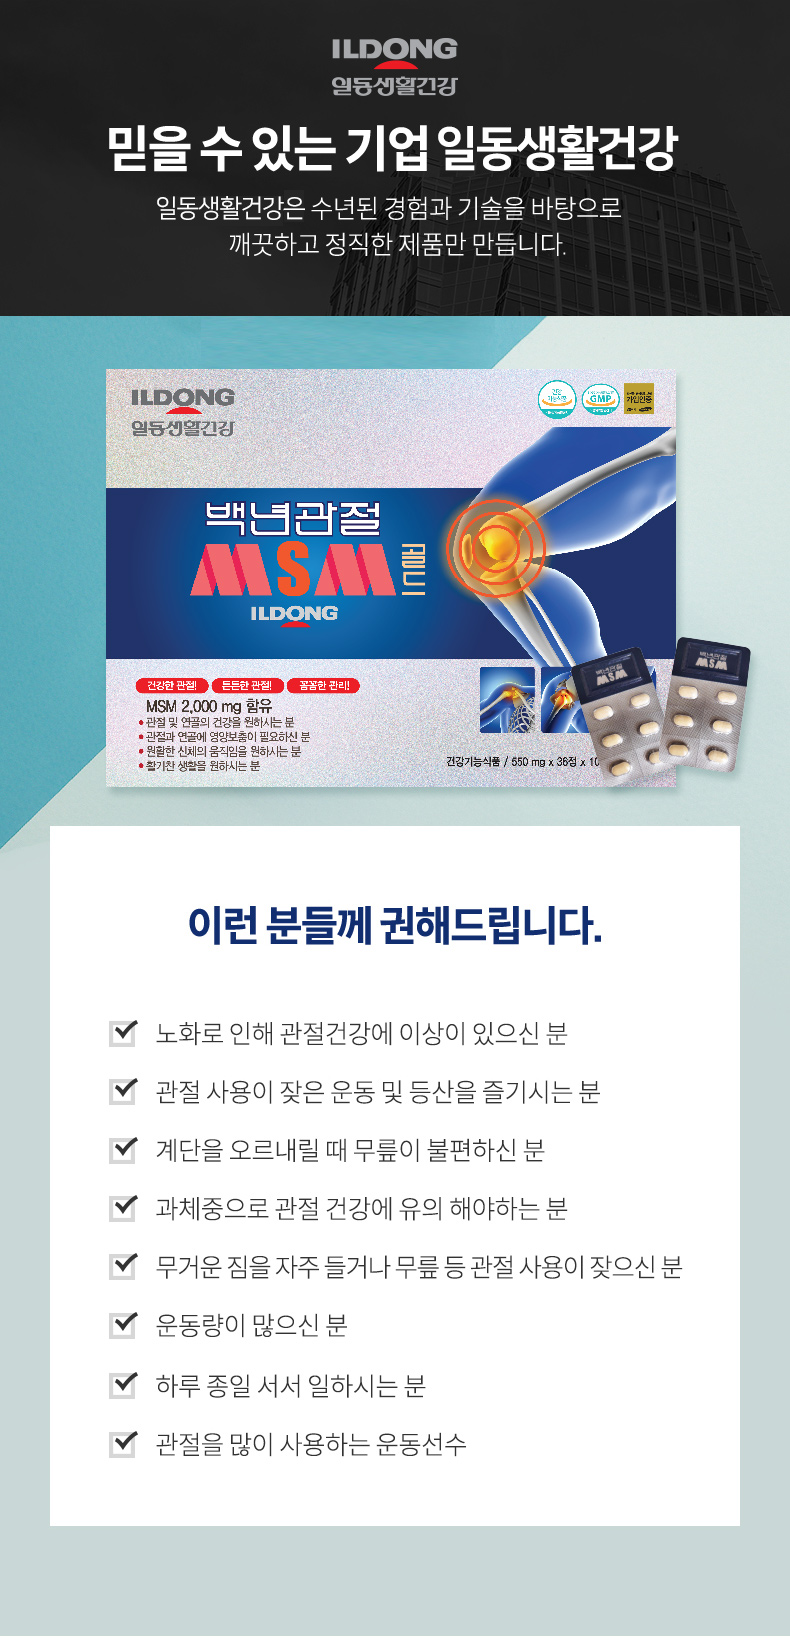 ILDONG
일동생활건강
믿을 수 있는 기업 일동생활건강
일동생활건강은 수년된 경험과 기술을 바탕으로
깨끗하고 정직한 제품만 만듭니다.
ILDONG
일동생활건강
GMP
백년관절
MSM
골드
ILDONG
건강한 관절!
튼튼한 관절!
꼼꼼한 관리!
MSM 2,000 mg 함유
• 관절 및 연골의 건강을 원하시는 분
• 관절과 연골에 영양보충이 필요하신 분
• 원활한 신체의 움직임을 원하시는 분
• 활기찬 생활을 원하시는 분
건강기능식품 / 550 mg x 36정 x 10
백년관절
MSM
백년관절
MSM
이런 분들께 권해드립니다.
노화로 인해 관절건강에 이상이 있으신 분
관절 사용이 잦은 운동 및 등산을 즐기시는 분
계단을 오르내릴 때 무릎이 불편하신 분
과체중으로 관절 건강에 유의 해야하는 분
무거운 짐을 자주 들거나 무릎 등 관절 사용이 잦으신 분
운동량이 많으신 분
하루 종일 서서 일하시는 분
관절을 많이 사용하는 운동선수